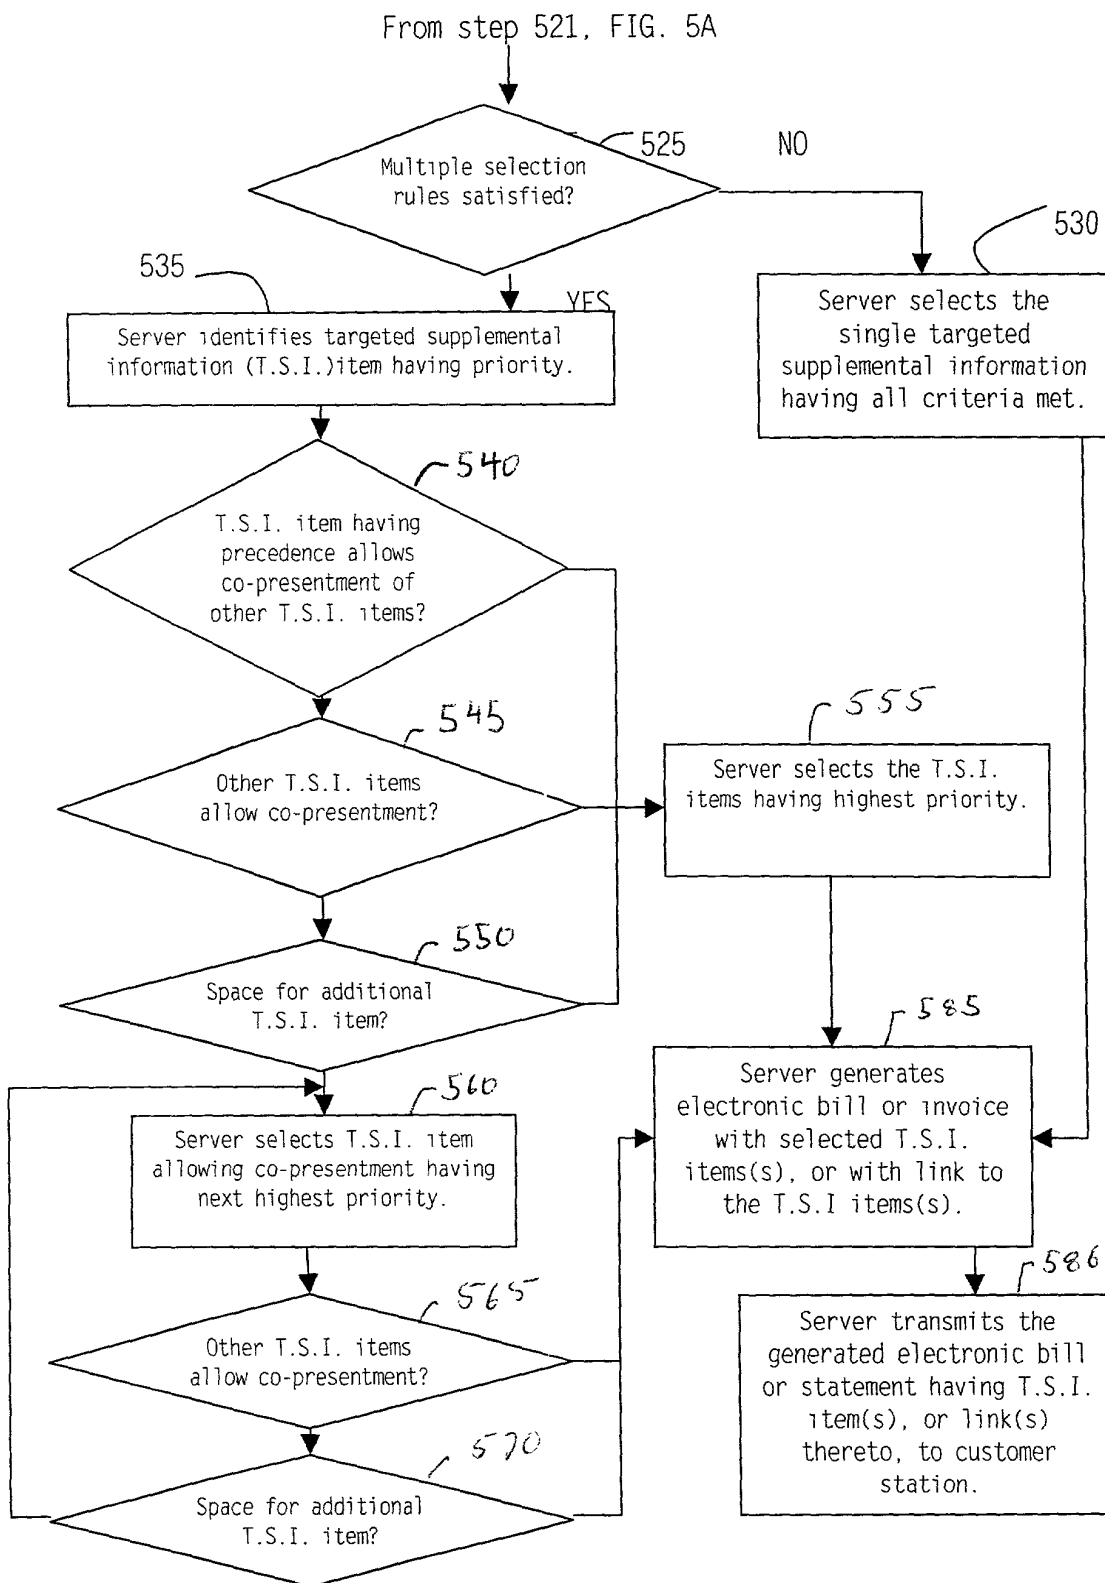 From step 521, FIG. 5A
525
NO
Multiple selection
rules satisfied?
530
535
YES
Server identifies targeted supplemental
information (T.S.I.)item having priority.
Server selects the
single targeted
supplemental information
having all criteria met.
540
T.S.I. item having
precedence allows
co-presentment of
other T.S.I. items?
545
Other T.S.I. items
allow co-presentment?
555
Server selects the T.S.I.
items having highest priority.
550
Space for additional
T.S.I. item?
585
Server generates
electronic bill or invoice
with selected T.S.I.
items(s), or with link to
the T.S.I items(s).
560
Server selects T.S.I. item
allowing co-presentment having
next highest priority.
586
Server transmits the
generated electronic bill
or statement having T.S.I.
item(s), or link(s)
thereto, to customer
station.
565
Other T.S.I. items
allow co-presentment?
570
Space for additional
T.S.I. item?